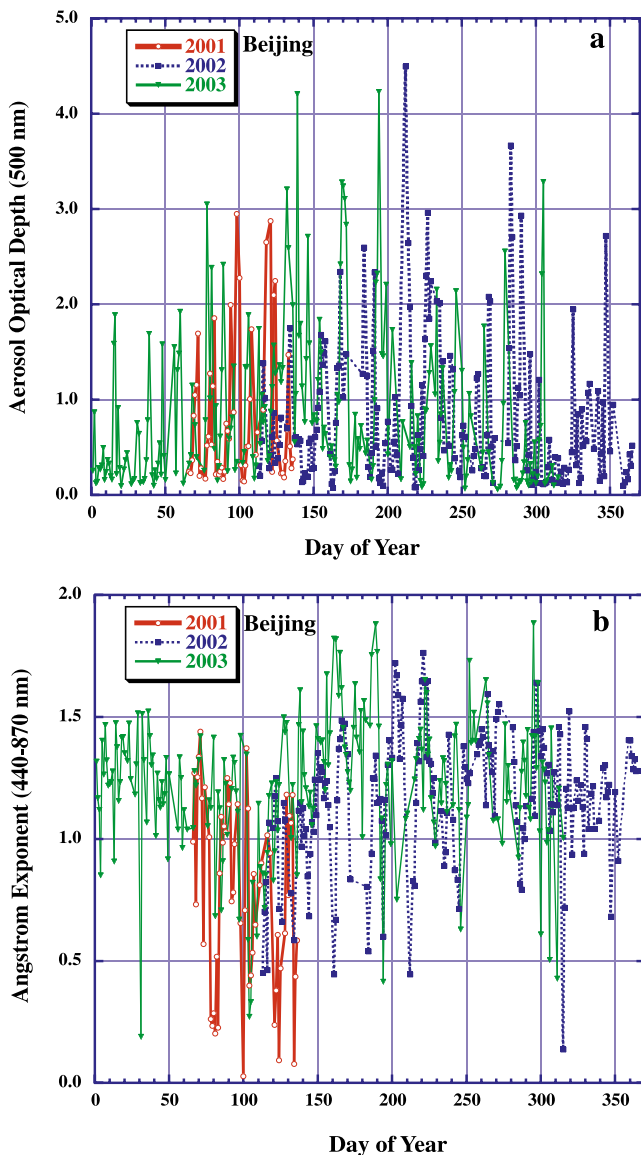 5.0
2001
Beijing
a
2002
2003
4.0
3.0
2.0
1.0
0.0
Aerosol Optical Depth (500 nm)
0 50 100 150 200 250 300 350
Day of Year
2.0
2001
Beijing
b
2002
2003
1.5
1.0
0.5
0.0
Angstrom Exponent (440-870 nm)
0 50 100 150 200 250 300 350
Day of Year